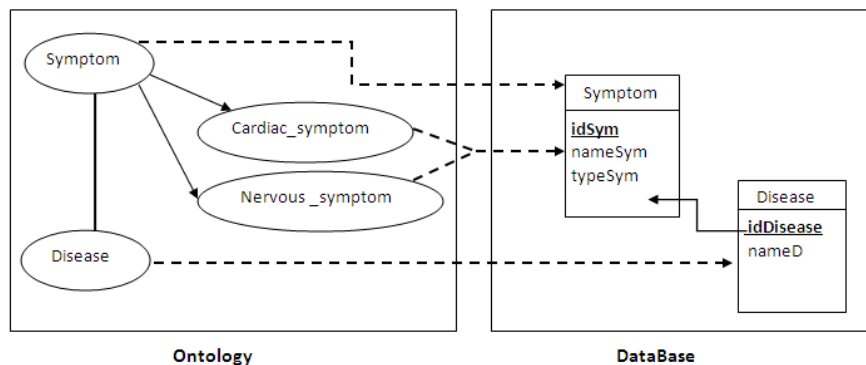 Symptom
Cardiac_symptom
Nervous _symptom
Disease
Ontology
Symptom
idSym
nameSym
typeSym
Disease
idDisease
nameD
DataBase